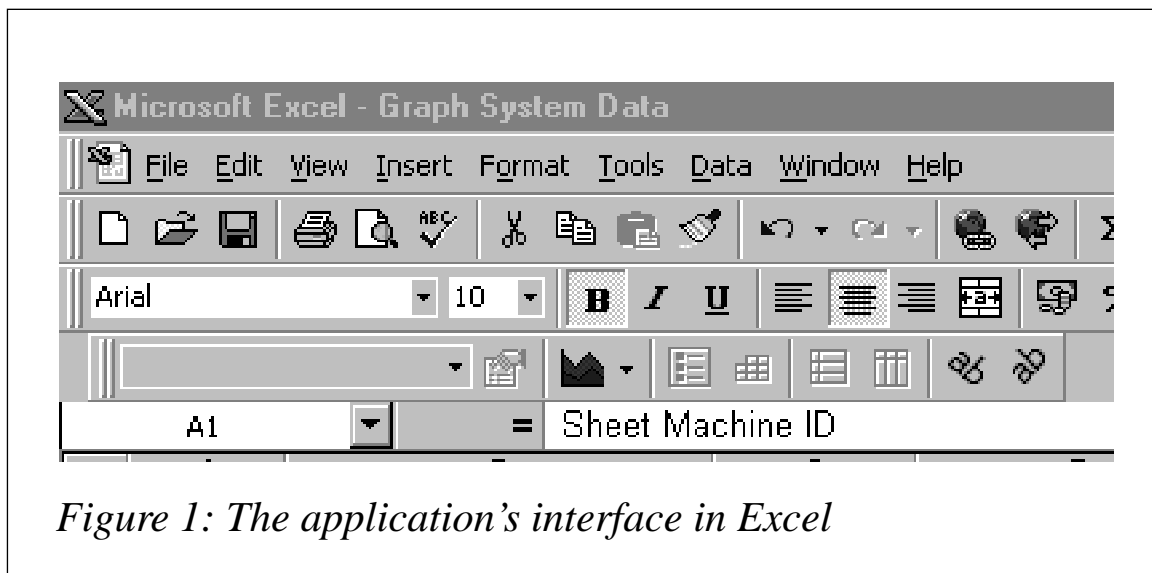 Microsoft Excel - Graph System Data
File Edit View Insert Format Tools Data Window Help
ABC
Arial 10 B I U a
A1 = Sheet Machine ID
Figure 1: The application's interface in Excel